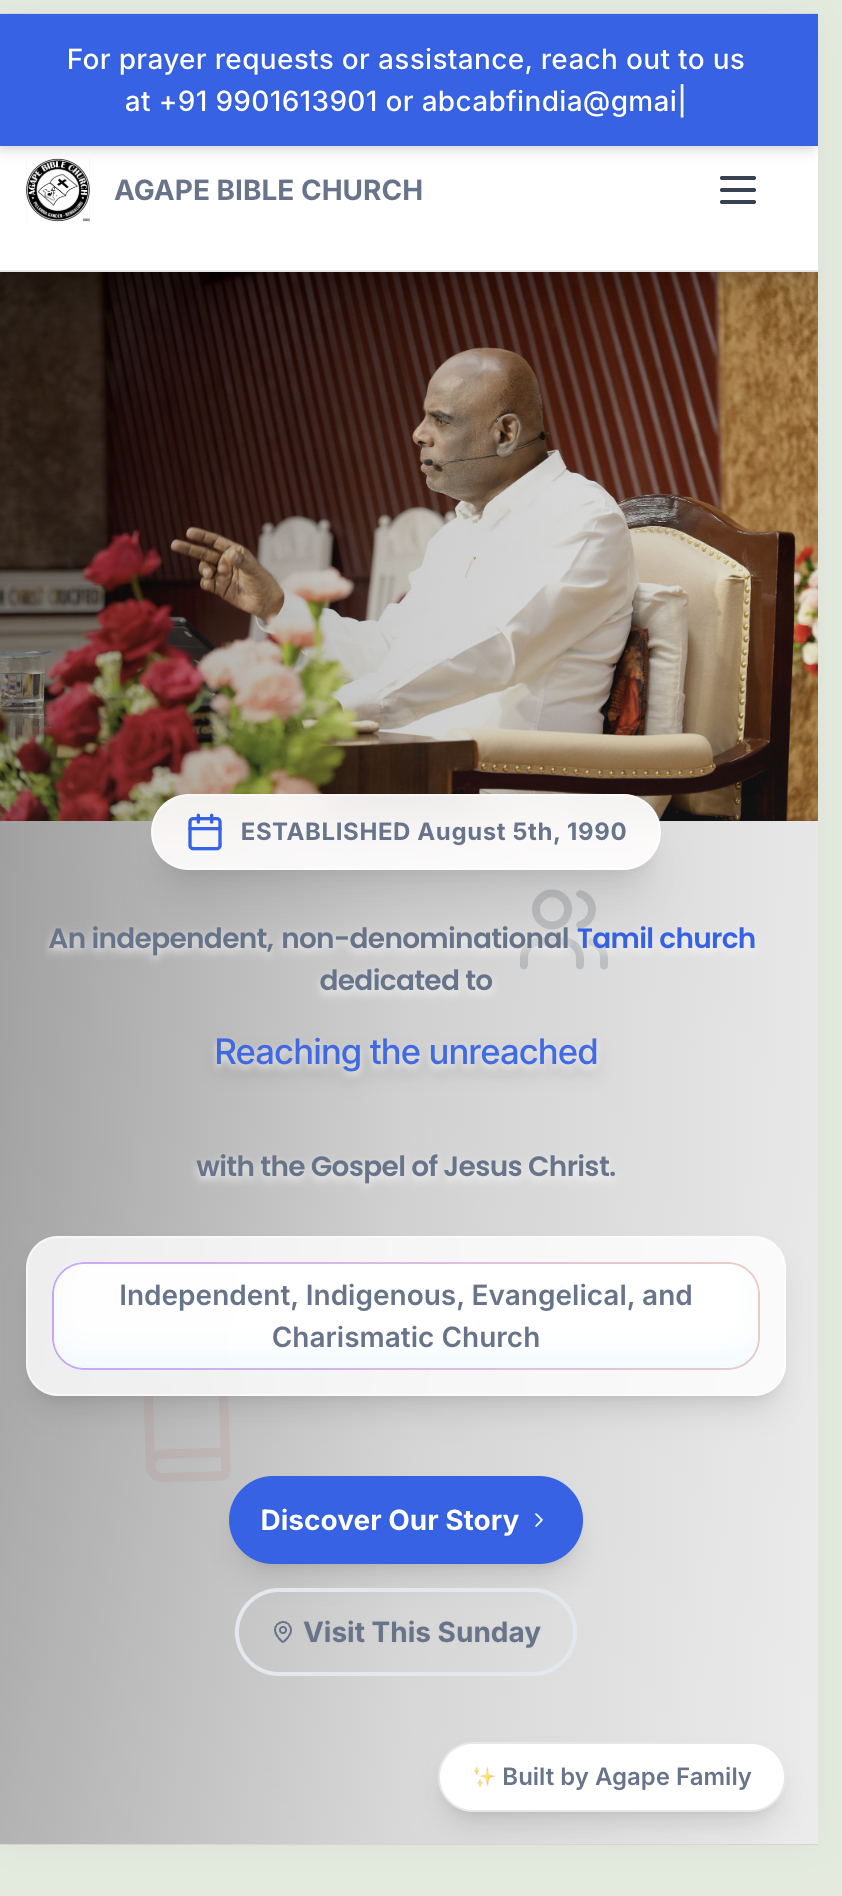 For prayer requests or assistance, reach out to us
at +91 9901613901 or abcabfindia@gmai|
AGAPE BIBLE CHURCH
AGAPE BIBLE CHURCH
ESTABLISHED August 5th, 1990
An independent, non-denominational Tamil church
dedicated to
Reaching the unreached
with the Gospel of Jesus Christ.
Independent, Indigenous, Evangelical, and
Charismatic Church
Discover Our Story
Visit This Sunday
✨ Built by Agape Family